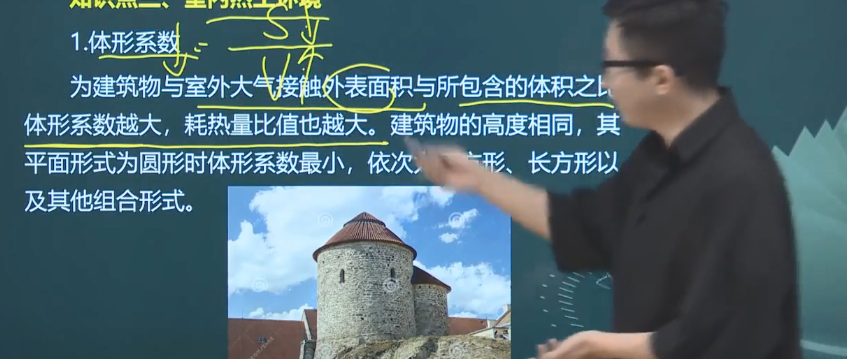 知识点三、室内热工环境
S↓
1.体形系数↓ =
V↑
为建筑物与室外大气接触外表面积与所包含的体积之比
体形系数越大，耗热量比值也越大。建筑物的高度相同，其
平面形式为圆形时体形系数最小，依次为 方形、长方形以
及其他组合形式。